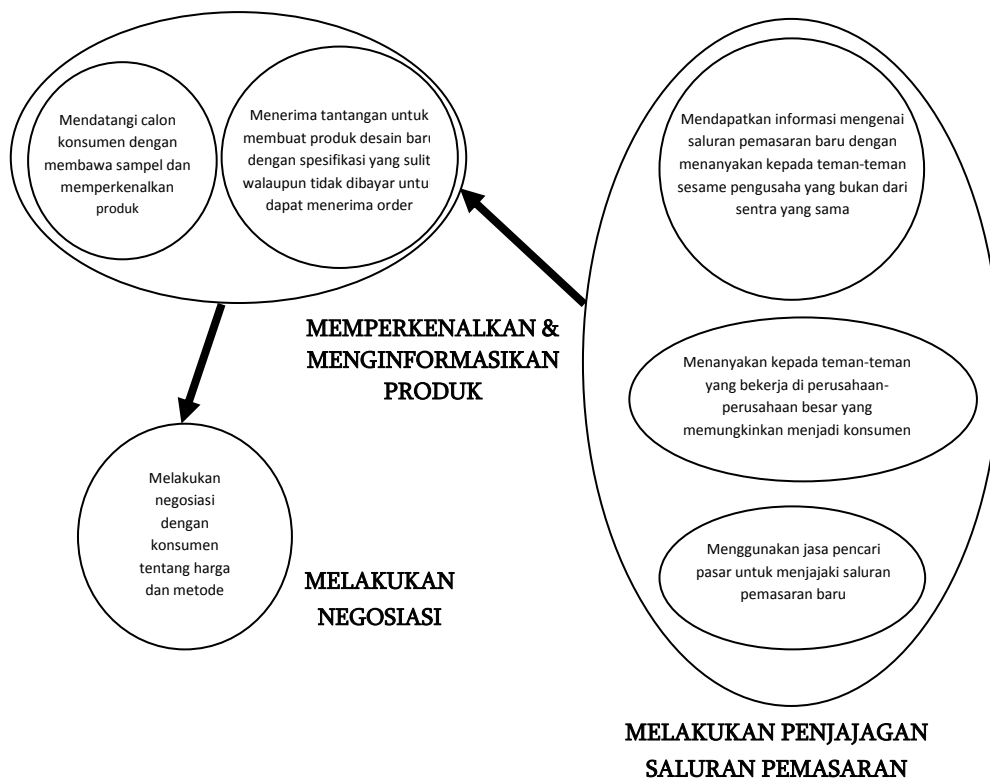 Mendatangi calon
konsumen dengan
membawa sampel dan
memperkenalkan
produk
Menerima tantangan untuk
membuat produk desain baru
dengan spesifikasi yang sulit
walaupun tidak dibayar untu
dapat menerima order
Mendapatkan informasi mengenai
saluran pemasaran baru dengan
menanyakan kepada teman-teman
sesame pengusaha yang bukan dari
sentra yang sama
MEMPERKENALKAN &
MENGINFORMASIKAN
PRODUK
Menanyakan kepada teman-teman
yang bekerja di perusahaan-
perusahaan besar yang
memungkinkan menjadi konsumen
Melakukan
negosiasi
dengan
konsumen
tentang harga
dan metode
MELAKUKAN
NEGOSIASI
Menggunakan jasa pencari
pasar untuk menjajaki saluran
pemasaran baru
MELAKUKAN PENJAJAGAN
SALURAN PEMASARAN